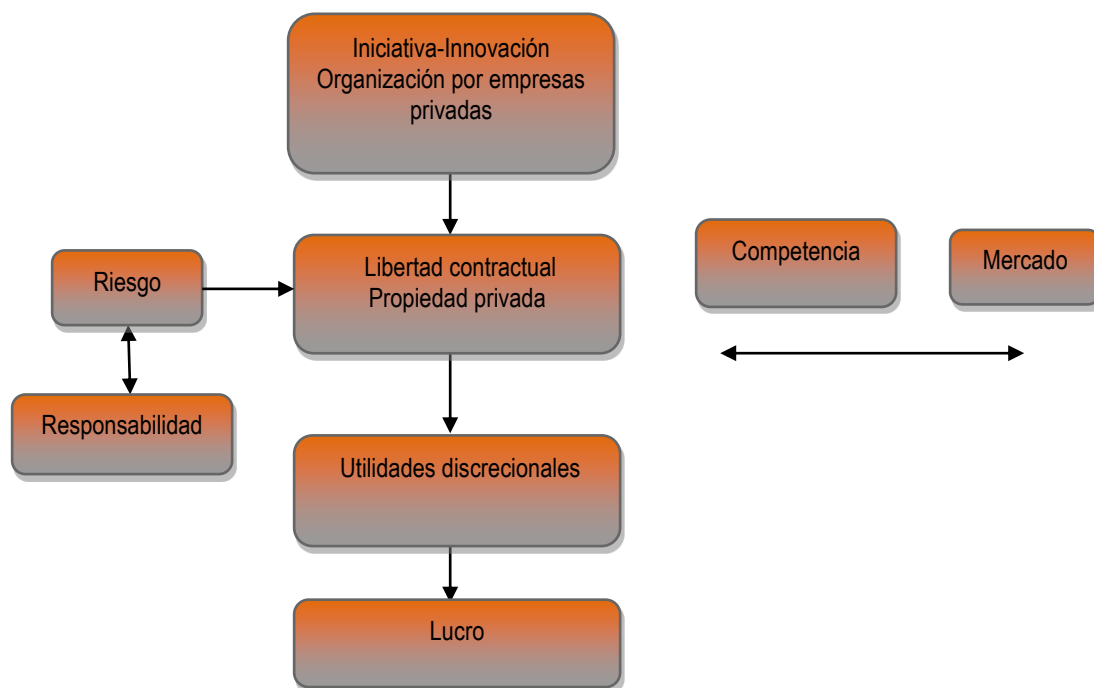 Iniciativa-Innovación
Organización por empresas
privadas
Libertad contractual
Propiedad privada
Riesgo
Responsabilidad
Competencia
Mercado
Utilidades discrecionales
Lucro